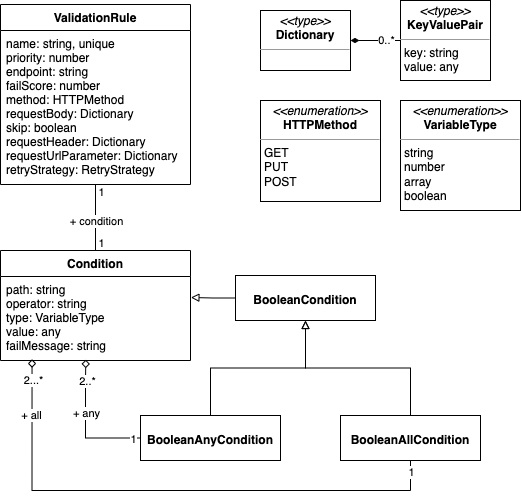 ValidationRule
name: string, unique
priority: number
endpoint: string
failScore: number
method: HTTPMethod
requestBody: Dictionary
skip: boolean
requestHeader: Dictionary
requestUrlParameter: Dictionary
retryStrategy: RetryStrategy
<<type>>
Dictionary
0..*
<<type>>
KeyValuePair
key: string
value: any
<<enumeration>>
HTTPMethod
GET
PUT
POST
<<enumeration>>
VariableType
string
number
array
boolean
1
+ condition
1
Condition
path: string
operator: string
type: VariableType
value: any
failMessage: string
BooleanCondition
2...*
2..*
+ all
+ any
1
BooleanAnyCondition
BooleanAllCondition
1